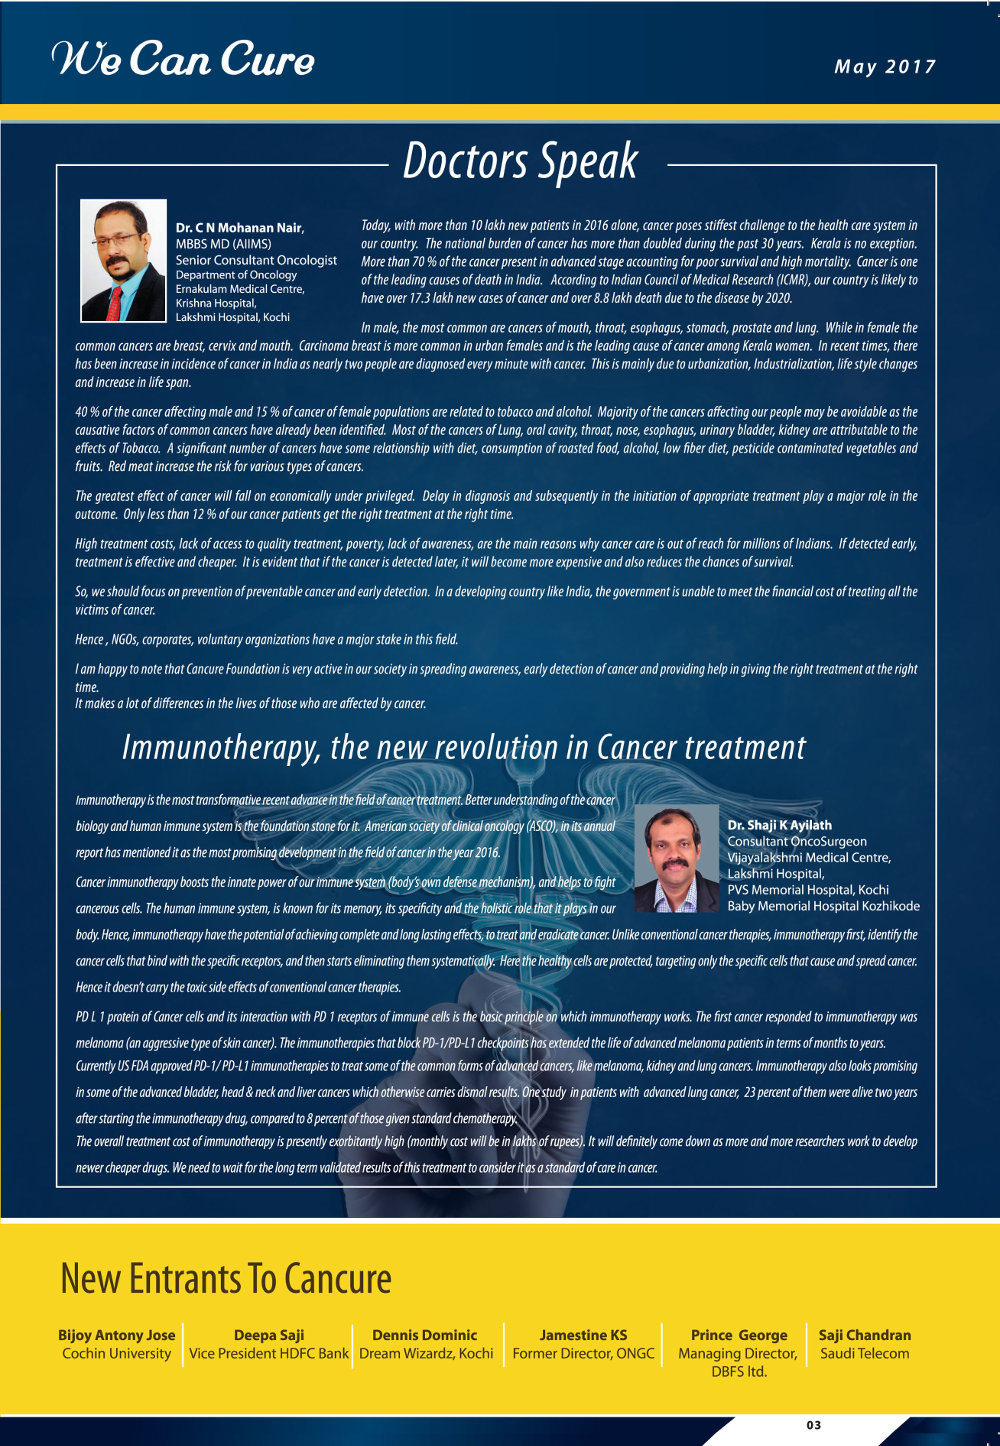 We Can Cure
May 2017
Doctors Speak
Dr. C N Mohanan Nair,
MBBS MD (AIIMS)
Senior Consultant Oncologist
Department of Oncology
Ernakulam Medical Centre,
Krishna Hospital,
Lakshmi Hospital, Kochi
Today, with more than 10 lakh new patients in 2016 alone, cancer poses stiffest challenge to the health care system in
our country. The national burden of cancer has more than doubled during the past 30 years. Kerala is no exception.
More than 70 % of the cancer present in advanced stage accounting for poor survival and high mortality. Cancer is one
of the leading causes of death in India. According to Indian Council of Medical Research (ICMR), our country is likely to
have over 17.3 lakh new cases of cancer and over 8.8 lakh death due to the disease by 2020.
In male, the most common are cancers of mouth, throat, esophagus, stomach, prostate and lung. While in female the
common cancers are breast, cervix and mouth. Carcinoma breast is more common in urban females and is the leading cause of cancer among Kerala women. In recent times, there
has been increase in incidence of cancer in India as nearly two people are diagnosed every minute with cancer. This is mainly due to urbanization, Industrialization, life style changes
and increase in life span.
40 % of the cancer affecting male and 15 % of cancer of female populations are related to tobacco and alcohol. Majority of the cancers affecting our people may be avoidable as the
causative factors of common cancers have already been identified. Most of the cancers of Lung, oral cavity, throat, nose, esophagus, urinary bladder, kidney are attributable to the
effects of Tobacco. A significant number of cancers have some relationship with diet, consumption of roasted food, alcohol, low fiber diet, pesticide contaminated vegetables and
fruits. Red meat increase the risk for various types of cancers.
The greatest effect of cancer will fall on economically under privileged. Delay in diagnosis and subsequently in the initiation of appropriate treatment play a major role in the
outcome. Only less than 12 % of our cancer patients get the right treatment at the right time.
High treatment costs, lack of access to quality treatment, poverty, lack of awareness, are the main reasons why cancer care is out of reach for millions of Indians. If detected early,
treatment is effective and cheaper. It is evident that if the cancer is detected later, it will become more expensive and also reduces the chances of survival.
So, we should focus on prevention of preventable cancer and early detection. In a developing country like India, the government is unable to meet the financial cost of treating all the
victims of cancer.
Hence , NGOs, corporates, voluntary organizations have a major stake in this field.
I am happy to note that Cancure Foundation is very active in our society in spreading awareness, early detection of cancer and providing help in giving the right treatment at the right
time.
It makes a lot of differences in the lives of those who are affected by cancer.
Immunotherapy, the new revolution in Cancer treatment
Immunotherapy is the most transformative recent advance in the field of cancer treatment. Better understanding of the cancer
biology and human immune system is the foundation stone for it. American society of clinical oncology (ASCO), in its annual
report has mentioned it as the most promising development in the field of cancer in the year 2016.
Dr. Shaji K Ayilath
Consultant OncoSurgeon
Vijayalakshmi Medical Centre,
Lakshmi Hospital,
PVS Memorial Hospital, Kochi
Baby Memorial Hospital Kozhikode
Cancer immunotherapy boosts the innate power of our immune system (body's own defense mechanism), and helps to fight
cancerous cells. The human immune system, is known for its memory, its specificity and the holistic role that it plays in our
body. Hence, immunotherapy have the potential of achieving complete and long lasting effects, to treat and eradicate cancer. Unlike conventional cancer therapies, immunotherapy first, identify the
cancer cells that bind with the specific receptors, and then starts eliminating them systematically. Here the healthy cells are protected, targeting only the specific cells that cause and spread cancer.
Hence it doesn't carry the toxic side effects of conventional cancer therapies.
PD L 1 protein of Cancer cells and its interaction with PD 1 receptors of immune cells is the basic principle on which immunotherapy works. The first cancer responded to immunotherapy was
melanoma (an aggressive type of skin cancer). The immunotherapies that block PD-1/PD-L1 checkpoints has extended the life of advanced melanoma patients in terms of months to years.
Currently US FDA approved PD-1/ PD-L1 immunotherapies to treat some of the common forms of advanced cancers, like melanoma, kidney and lung cancers. Immunotherapy also looks promising
in some of the advanced bladder, head & neck and liver cancers which otherwise carries dismal results. One study in patients with advanced lung cancer, 23 percent of them were alive two years
after starting the immunotherapy drug, compared to 8 percent of those given standard chemotherapy.
The overall treatment cost of immunotherapy is presently exorbitantly high (monthly cost will be in lakhs of rupees). It will definitely come down as more and more researchers work to develop
newer cheaper drugs. We need to wait for the long term validated results of this treatment to consider it as a standard of care in cancer.
New Entrants To Cancure
Bijoy Antony Jose
Cochin University
Deepa Saji
Vice President HDFC Bank
Dennis Dominic
Dream Wizardz, Kochi
Jamestine KS
Former Director, ONGC
Prince George
Managing Director,
DBFS ltd.
Saji Chandran
Saudi Telecom
03